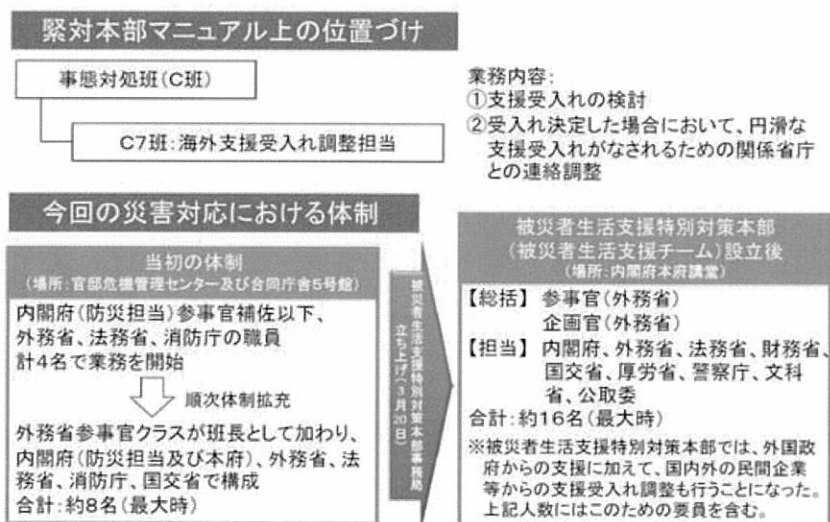 緊対本部マニュアル上の位置づけ
事態対処班(C班)
C7班:海外支援受入れ調整担当
業務内容:
①支援受入れの検討
②受入れ決定した場合において、円滑な
支援受入れがなされるための関係省庁
との連絡調整
今回の災害対応における体制
当初の体制
(場所:官邸危機管理センター及び合同庁舎5号館)
内閣府(防災担当)参事官補佐以下、
外務省、法務省、消防庁の職員
計4名で業務を開始
順次体制拡充
外務省参事官クラスが班長として加わり、
内閣府(防災担当及び本府)、外務省、法
務省、消防庁、国交省で構成
合計:約8名(最大時)
被災者生活支援特別対策本部事務局
立ち上げ(3月20日)
被災者生活支援特別対策本部
(被災者生活支援チーム)設立後
(場所:内閣府本府講堂)
【総括】 参事官(外務省)
企画官(外務省)
【担当】 内閣府、外務省、法務省、財務省、
国交省、厚労省、警察庁、文科
省、公取委
合計:約16名(最大時)
※被災者生活支援特別対策本部では、外国政
府からの支援に加えて、国内外の民間企業
等からの支援受入れ調整も行うことになった。
上記人数にはこのための要員を含む。